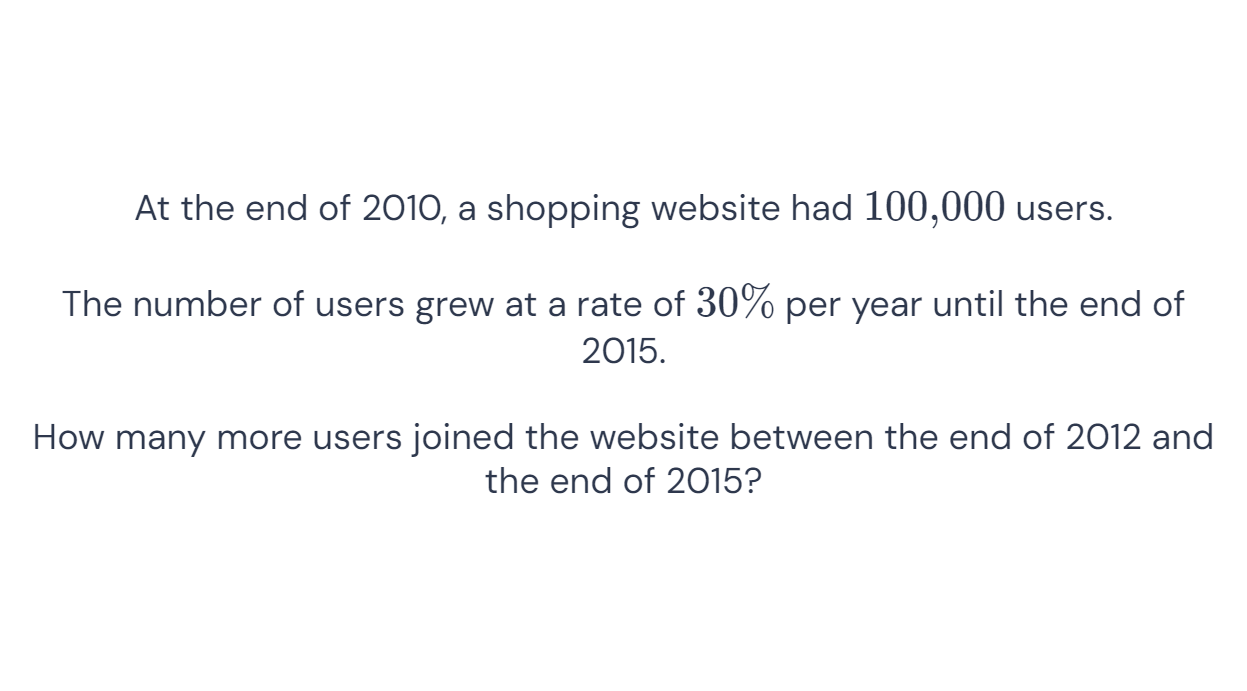 At the end of 2010, a shopping website had 100,000 users.
The number of users grew at a rate of 30% per year until the end of
2015.
How many more users joined the website between the end of 2012 and
the end of 2015?